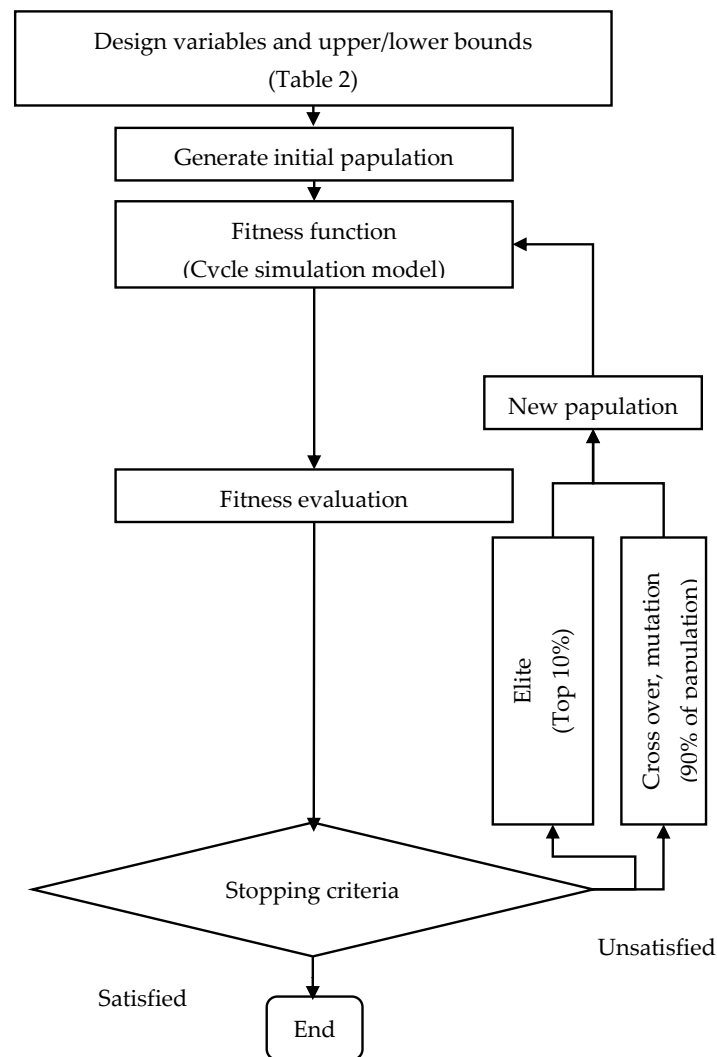 Design variables and upper/lower bounds
(Table 2)
Generate initial papulation
Fitness function
(Cycle simulation model)
New papulation
Fitness evaluation
Elite
(Top 10%)
Cross over, mutation
(90% of papulation)
Stopping criteria
Unsatisfied
Satisfied
End